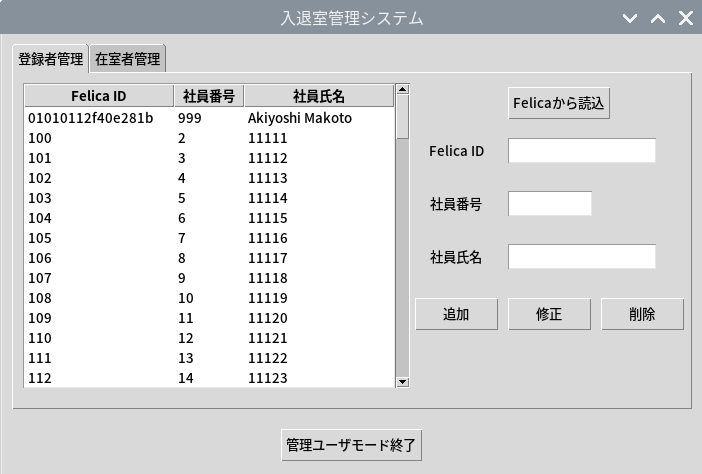 入退室管理システム
登録者管理 在室者管理
Felica ID 社員番号 社員氏名
01010112f40e281b 999 Akiyoshi Makoto
100 2 11111
101 3 11112
102 4 11113
103 5 11114
104 6 11115
105 7 11116
106 8 11117
107 9 11118
108 10 11119
109 11 11120
110 12 11121
111 13 11122
112 14 11123
Felicaから読込
Felica ID
社員番号
社員氏名
追加 修正 削除
管理ユーザモード終了